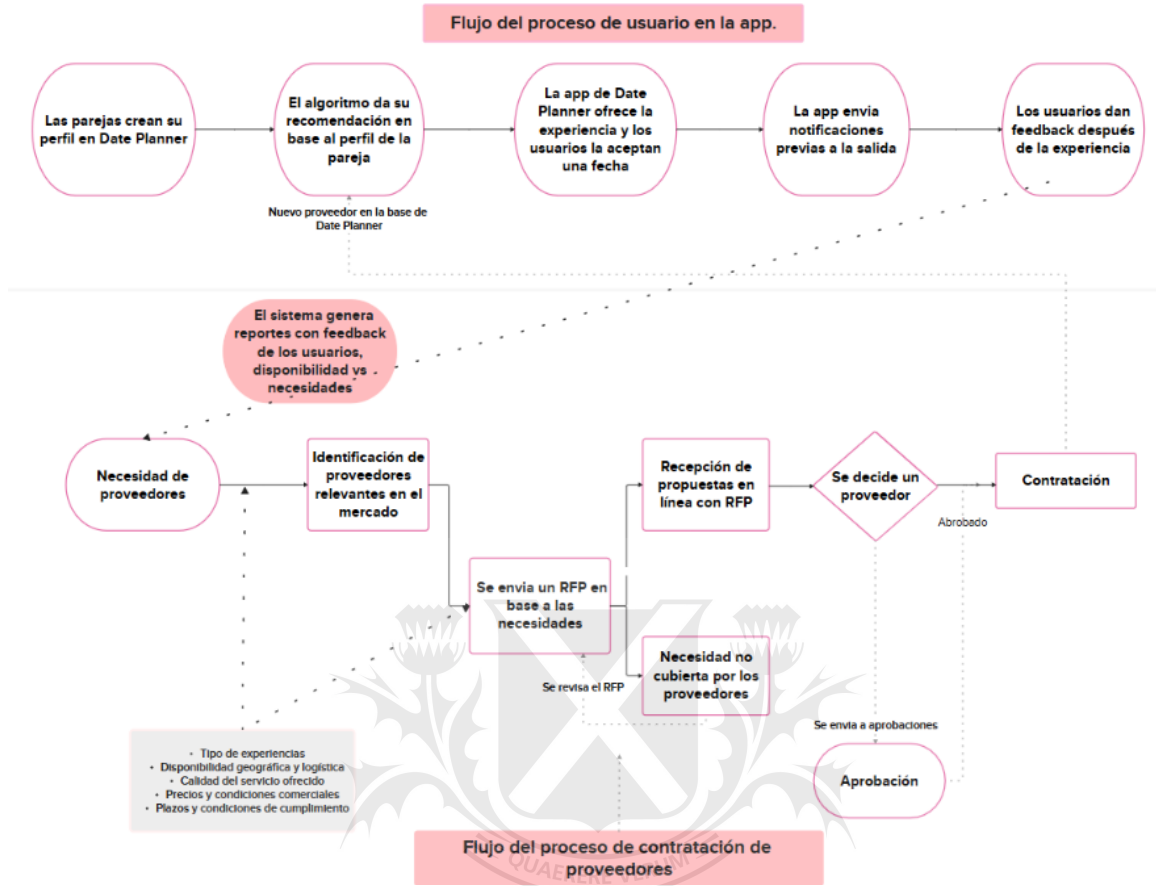 Flujo del proceso de usuario en la app.
Las parejas crean su
perfil en Date Planner
El algoritmo da su
recomendación en
base al perfil de la
pareja
La app de Date
Planner ofrece la
experiencia y los
usuarios la aceptan
una fecha
La app envia
notificaciones
previas a la salida
Los usuarios dan
feedback después
de la experiencia
Nuevo proveedor en la base de
Date Planner
El sistema genera
reportes con feedback
de los usuarios,
disponibilidad vs
necesidades
Necesidad de
proveedores
Identificación de
proveedores
relevantes en el
mercado
Recepción de
propuestas en
línea con RFP
Se decide un
proveedor
Contratación
Abrobado
Se envia un RFP en
base a las
necesidades
Necesidad no
cubierta por los
proveedores
Se revisa el RFP
Se envia a aprobaciones
Aprobación
• Tipo de experiencias
• Disponibilidad geográfica y logística
• Calidad del servicio ofrecido
• Precios y condiciones comerciales
• Plazos y condiciones de cumplimiento
Flujo del proceso de contratación de
proveedores
QUAERERE VERUM